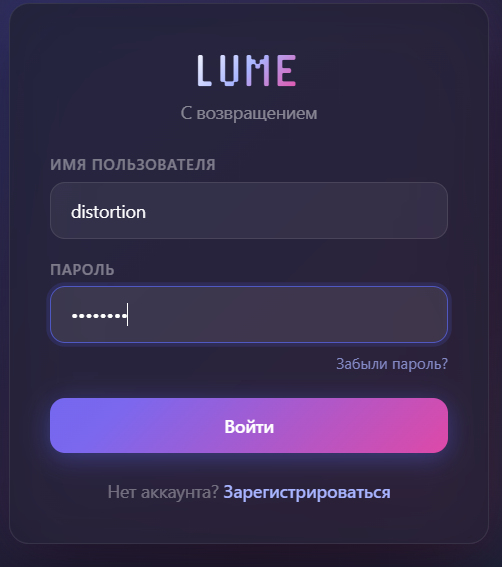 LUME
С возвращением
ИМЯ ПОЛЬЗОВАТЕЛЯ
distortion
ПАРОЛЬ
••••••••
Забыли пароль?
Войти
Нет аккаунта? Зарегистрироваться